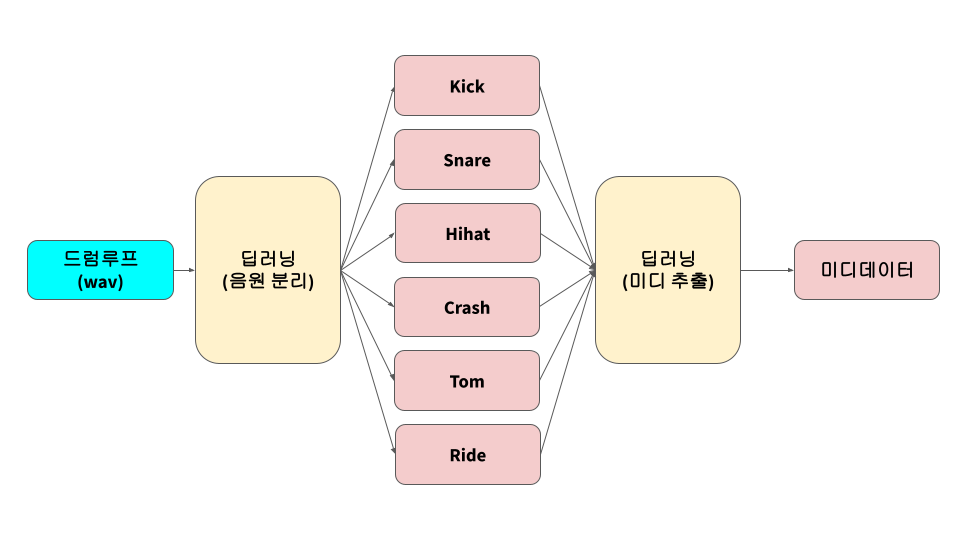 드럼루프
(wav)
딥러닝
(음원 분리)
Kick
Snare
Hihat
Crash
Tom
Ride
딥러닝
(미디 추출)
미디데이터